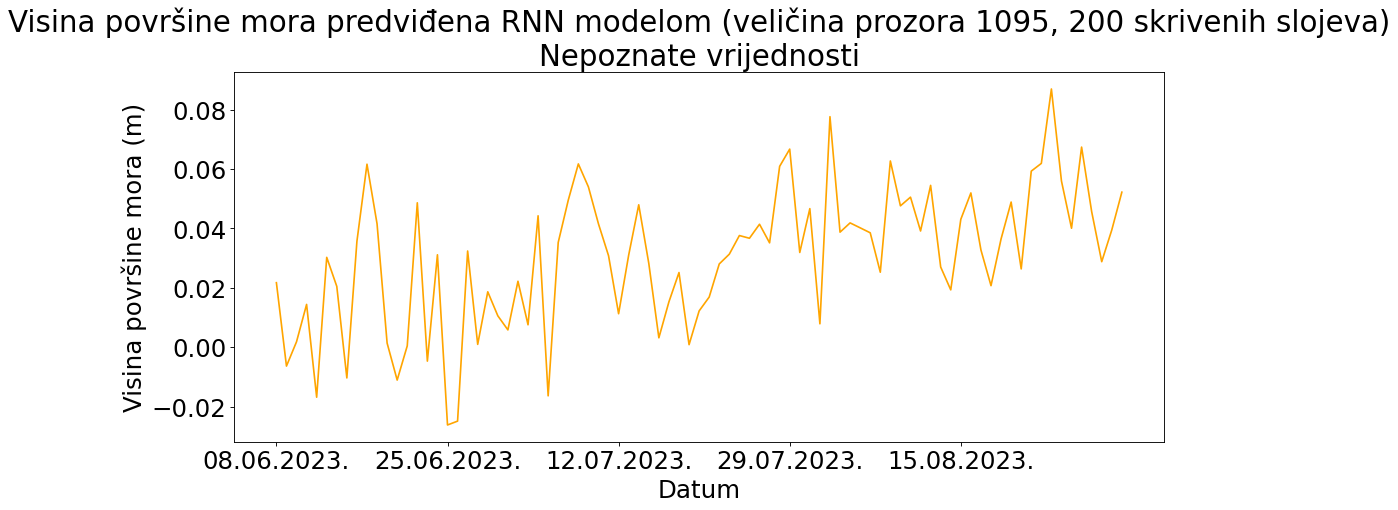 Visina površine mora predviđena RNN modelom (veličina prozora 1095, 200 skrivenih slojeva)
Nepoznate vrijednosti
Visina površine mora (m)
0.08
0.06
0.04
0.02
0.00
−0.02
08.06.2023. 25.06.2023. 12.07.2023. 29.07.2023. 15.08.2023.
Datum